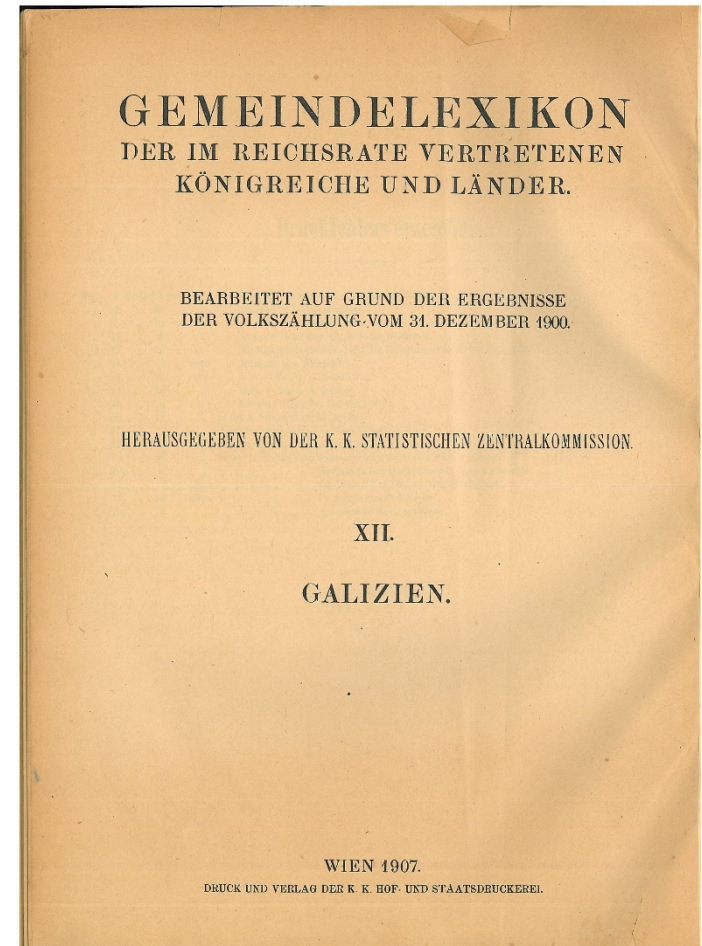 GEMEINDELEXIKON
DER IM REICHSRATE VERTRETENEN
KÖNIGREICHE UND LÄNDER.
BEARBEITET AUF GRUND DER ERGEBNISSE
DER VOLKSZÄHLUNG VOM 31. DEZEMBER 1900.
HERAUSGEGEBEN VON DER K. K. STATISTISCHEN ZENTRALKOMMISSION.
XII.
GALIZIEN.
WIEN 1907.
DRUCK UND VERLAG DER K. K. HOF- UND STAATSDRUCKEREI.